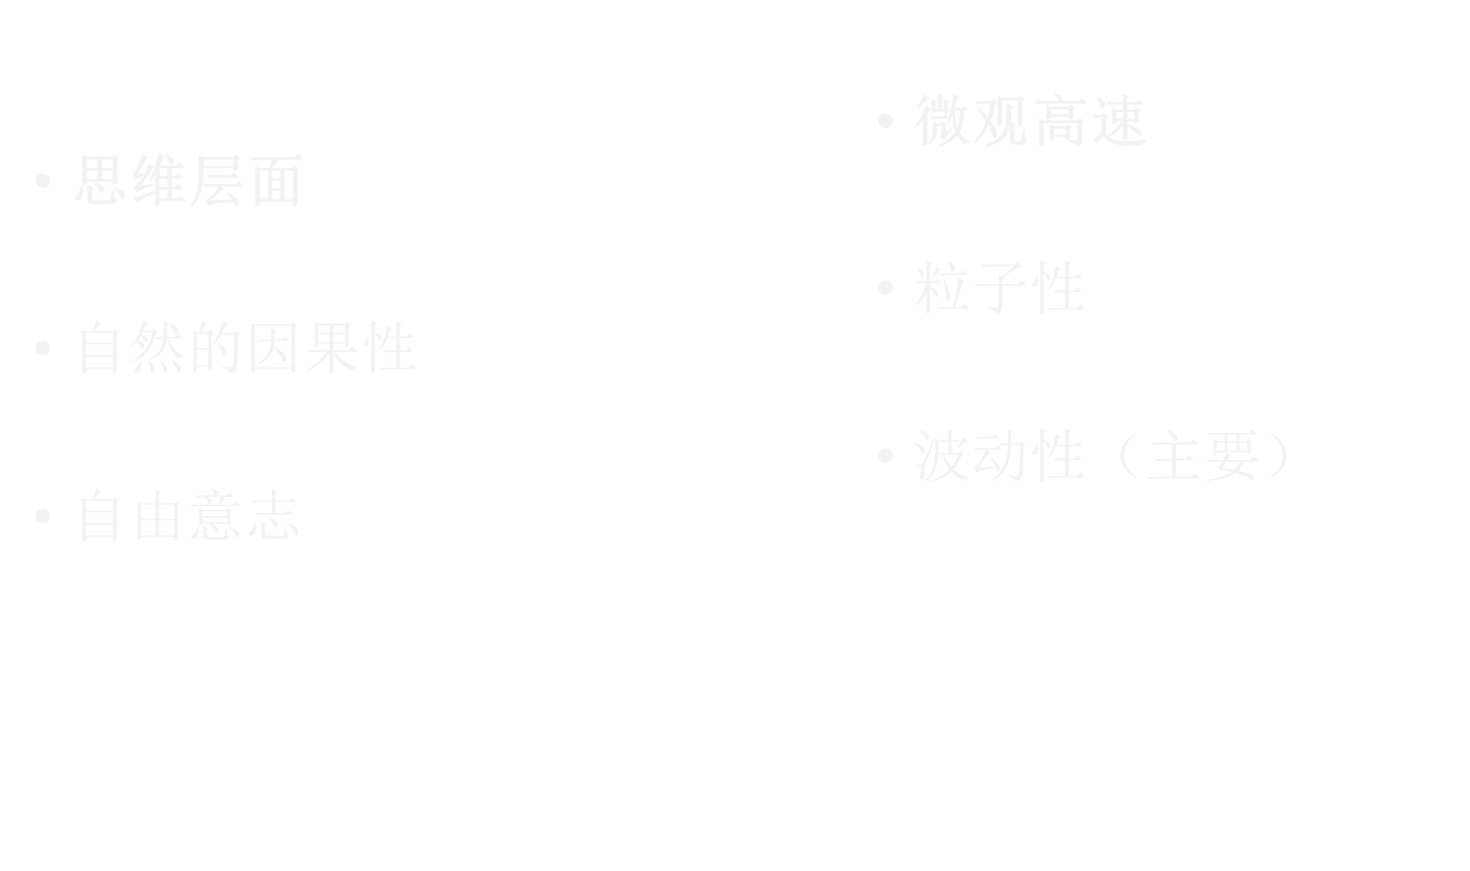 • 思维层面
• 自然的因果性
• 自由意志
• 微观高速
• 粒子性
• 波动性（主要）